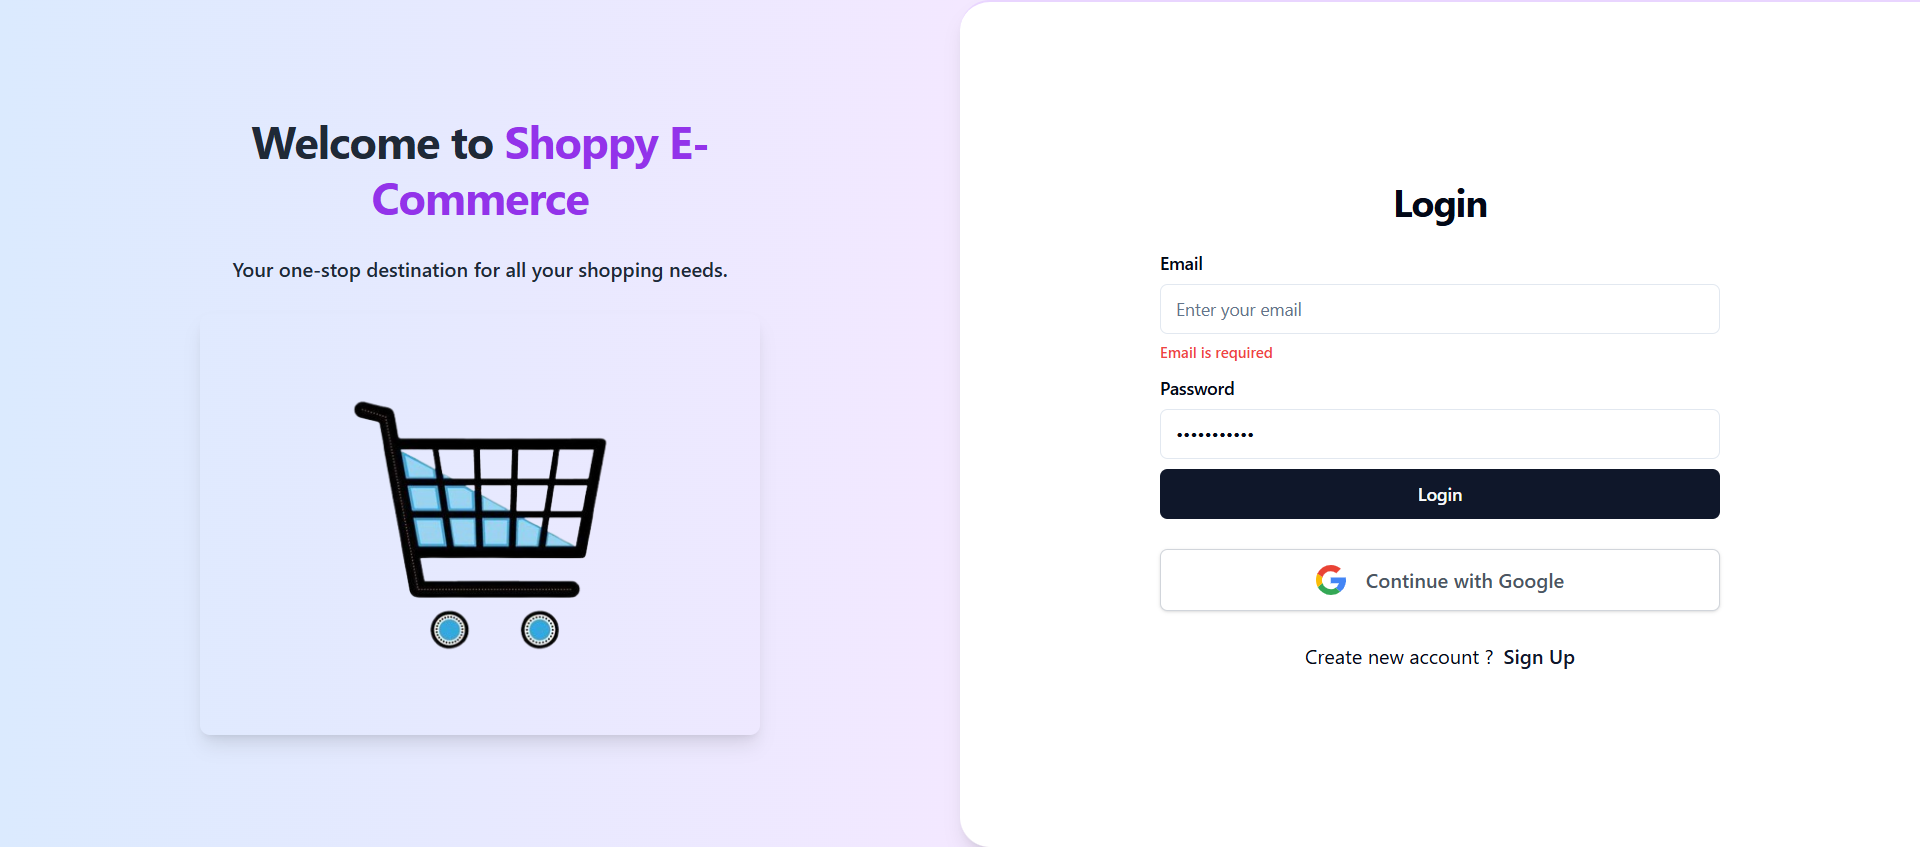 Welcome to Shoppy E-
Commerce
Your one-stop destination for all your shopping needs.
Login
Email
Enter your email
Email is required
Password
•••••••••••
Login
Continue with Google
Create new account ? Sign Up